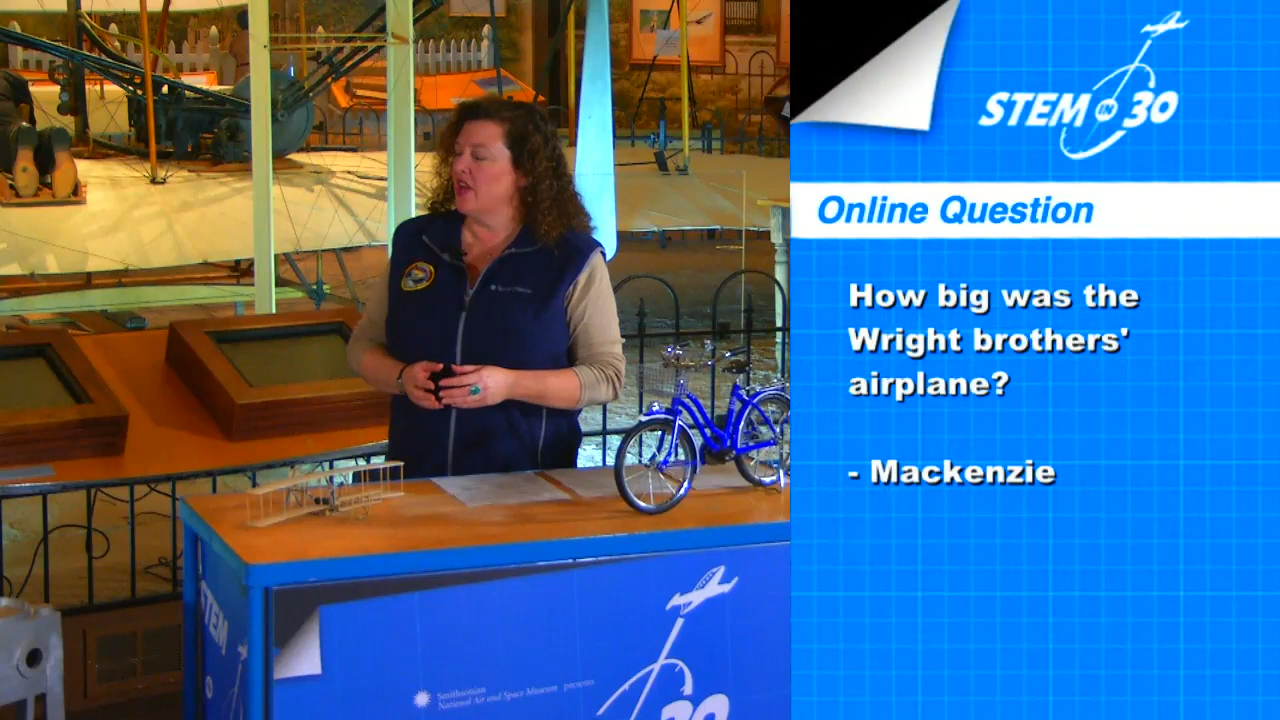 STEM IN 30
Online Question
How big was the
Wright brothers'
airplane?
- Mackenzie
STEM
Smithsonian
National Air and Space Museum presents
30